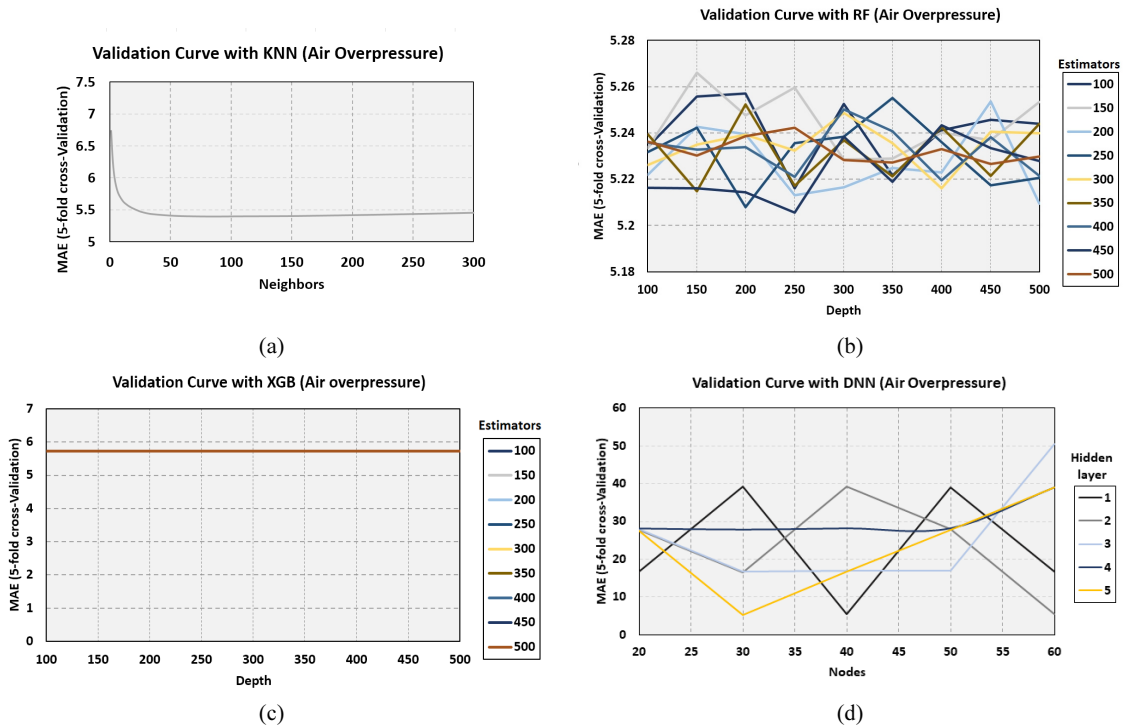 Validation Curve with KNN (Air Overpressure)
MAE (5-fold cross-Validation)
7.5
7
6.5
6
5.5
5
0 50 100 150 200 250 300
Neighbors
(a)
Validation Curve with RF (Air Overpressure)
MAE (5-fold cross-Validation)
5.28
5.26
5.24
5.22
5.2
5.18
100 150 200 250 300 350 400 450 500
Depth
Estimators
100
150
200
250
300
350
400
450
500
(b)
Validation Curve with XGB (Air overpressure)
MAE (5-fold cross-Validation)
7
6
5
4
3
2
1
0
100 150 200 250 300 350 400 450 500
Depth
Estimators
100
150
200
250
300
350
400
450
500
(c)
Validation Curve with DNN (Air Overpressure)
MAE (5-fold cross-Validation)
60
50
40
30
20
10
0
20 25 30 35 40 45 50 55 60
Nodes
Hidden
layer
1
2
3
4
5
(d)